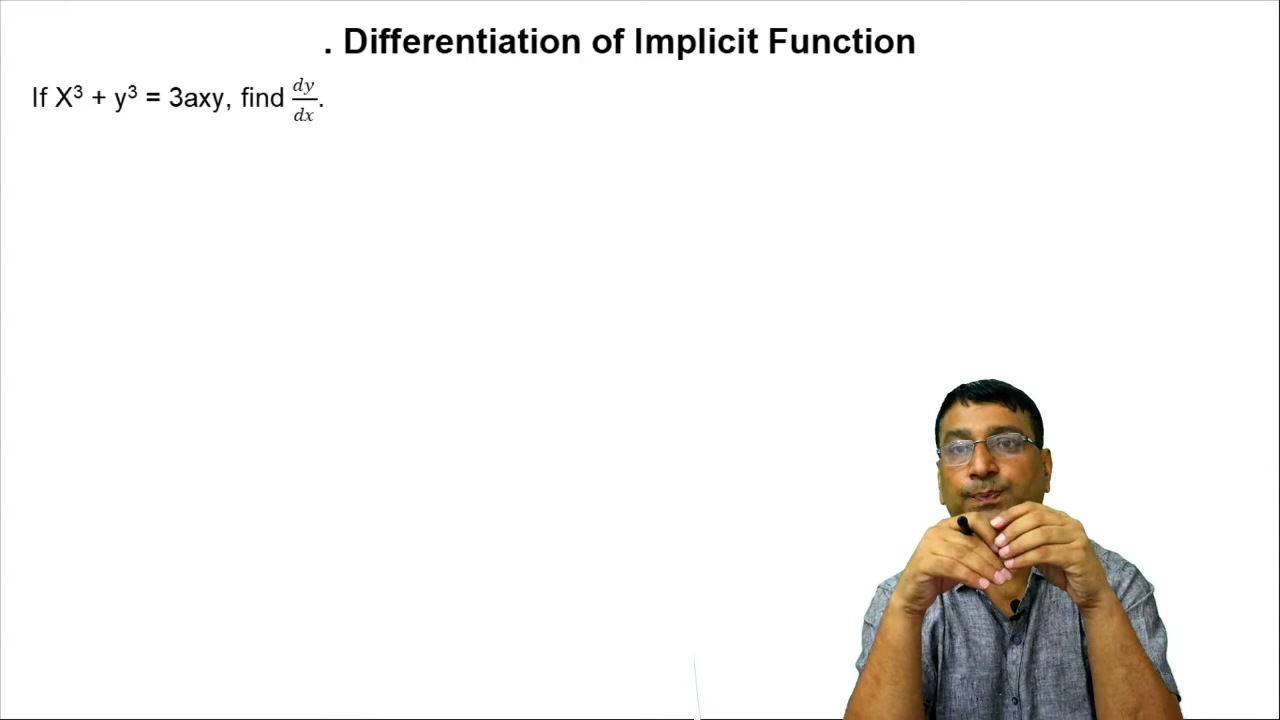 . Differentiation of Implicit Function
If X³ + y³ = 3axy, find dy/dx.